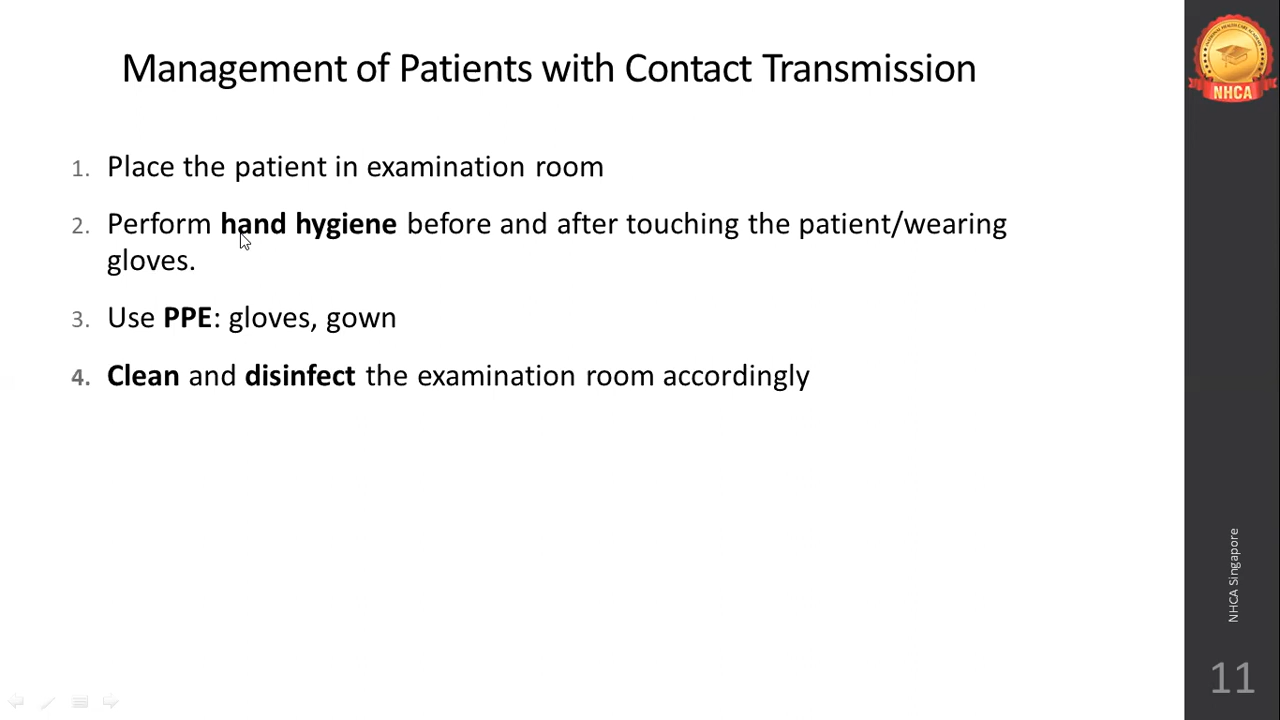 Management of Patients with Contact Transmission
1. Place the patient in examination room
2. Perform hand hygiene before and after touching the patient/wearing
gloves.
3. Use PPE: gloves, gown
4. Clean and disinfect the examination room accordingly
NHCA
NHCA Singapore
11